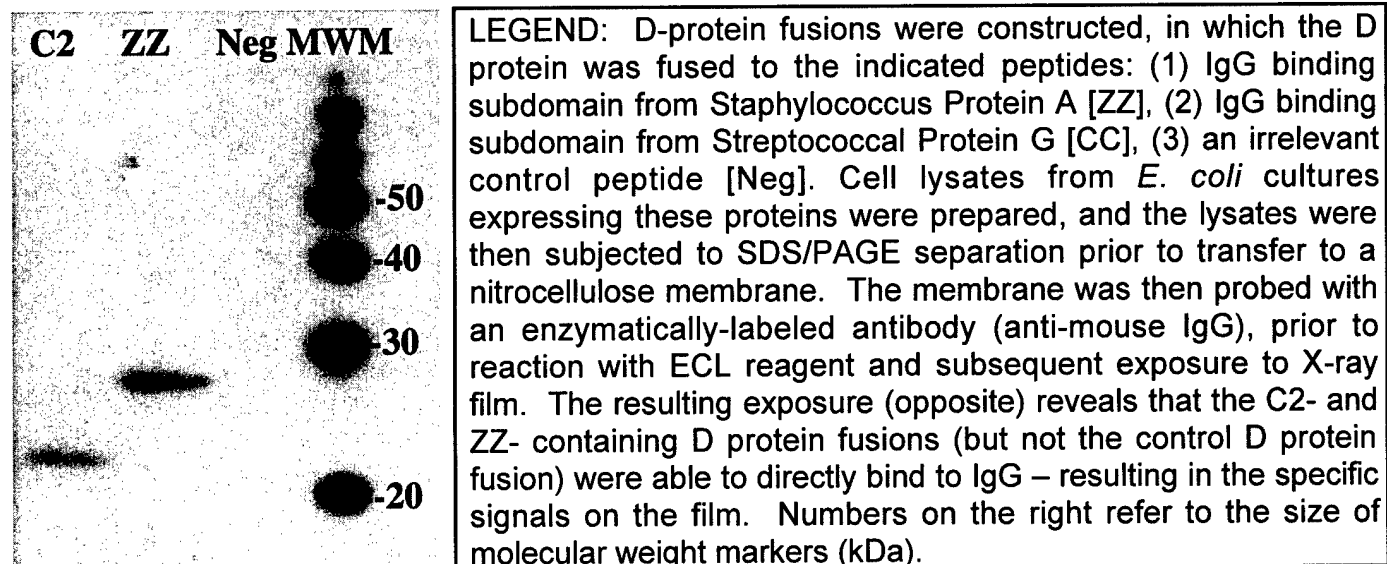 C2 ZZ Neg MWM
-50
-40
-30
-20
LEGEND: D-protein fusions were constructed, in which the D
protein was fused to the indicated peptides: (1) IgG binding
subdomain from Staphylococcus Protein A [ZZ], (2) IgG binding
subdomain from Streptococcal Protein G [CC], (3) an irrelevant
control peptide [Neg]. Cell lysates from E. coli cultures
expressing these proteins were prepared, and the lysates were
then subjected to SDS/PAGE separation prior to transfer to a
nitrocellulose membrane. The membrane was then probed with
an enzymatically-labeled antibody (anti-mouse IgG), prior to
reaction with ECL reagent and subsequent exposure to X-ray
film. The resulting exposure (opposite) reveals that the C2- and
ZZ- containing D protein fusions (but not the control D protein
fusion) were able to directly bind to IgG – resulting in the specific
signals on the film. Numbers on the right refer to the size of
molecular weight markers (kDa).